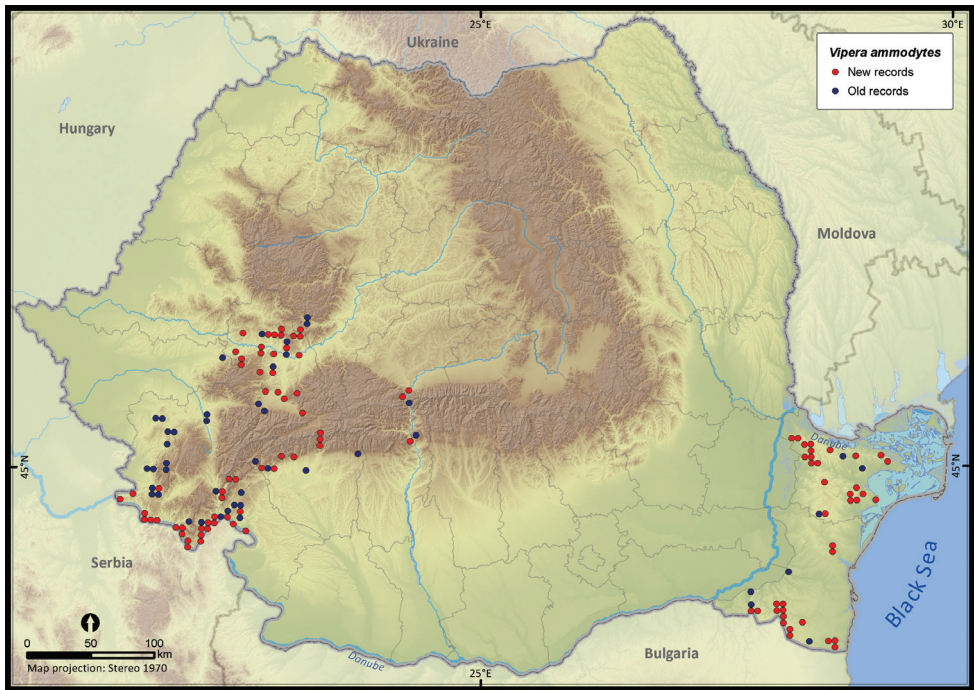 25°E
30°E
Ukraine
Vipera ammodytes
New records
Old records
Hungary
Moldova
Danube
45°N
45°N
Serbia
Black Sea
0 50 100
km
Map projection: Stereo 1970
Danube
Bulgaria
25°E